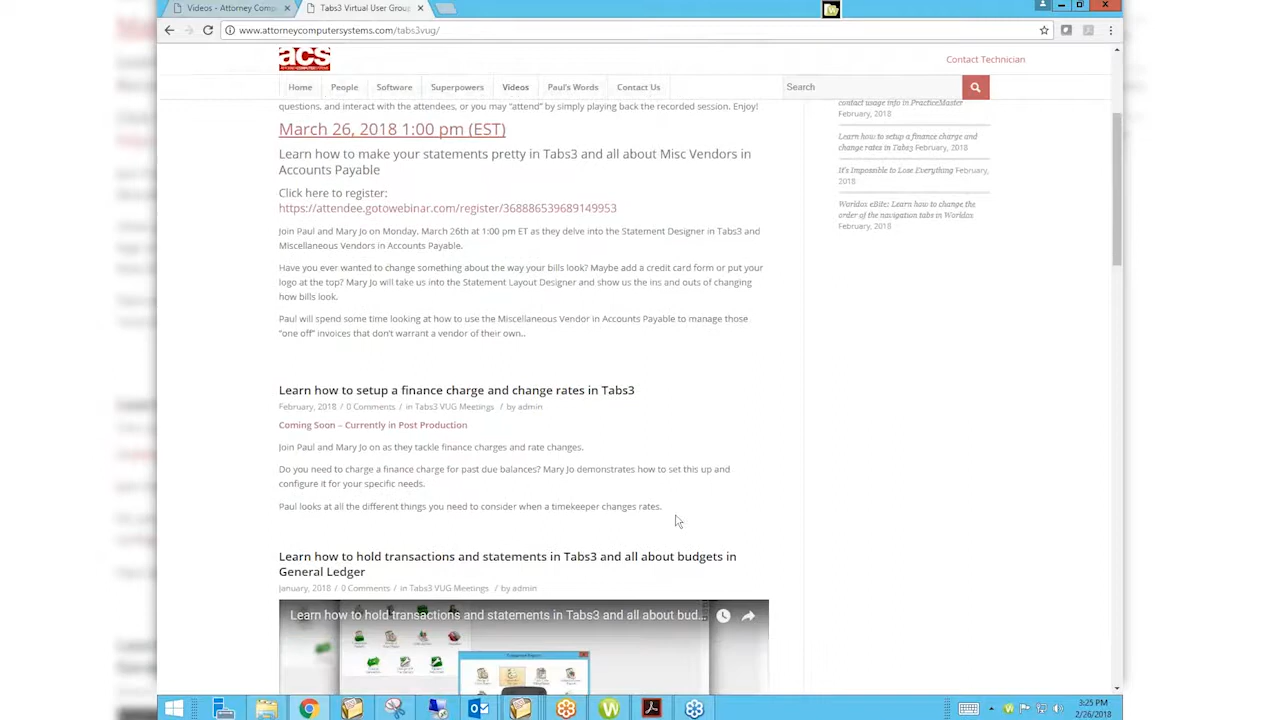 Videos - Attorney Comp
Tabs3 Virtual User Group
www.attorneycomputersystems.com/tabs3vug/
acs
Contact Technician
Home People Software Superpowers Videos Paul's Words Contact Us
Search
questions, and interact with the attendees, or you may "attend" by simply playing back the recorded session. Enjoy!
March 26, 2018 1:00 pm (EST)
Learn how to make your statements pretty in Tabs3 and all about Misc Vendors in
Accounts Payable
Click here to register:
https://attendee.gotowebinar.com/register/368886539689149953
Join Paul and Mary Jo on Monday. March 26th at 1:00 pm ET as they delve into the Statement Designer in Tabs3 and
Miscellaneous Vendors in Accounts Payable.
Have you ever wanted to change something about the way your bills look? Maybe add a credit card form or put your
logo at the top? Mary Jo will take us into the Statement Layout Designer and show us the ins and outs of changing
how bills look.
Paul will spend some time looking at how to use the Miscellaneous Vendor in Accounts Payable to manage those
"one off" invoices that don't warrant a vendor of their own..
Learn how to setup a finance charge and change rates in Tabs3
February, 2018 / 0 Comments / in Tabs3 VUG Meetings / by admin
Coming Soon – Currently in Post Production
Join Paul and Mary Jo on as they tackle finance charges and rate changes.
Do you need to charge a finance charge for past due balances? Mary Jo demonstrates how to set this up and
configure it for your specific needs.
Paul looks at all the different things you need to consider when a timekeeper changes rates.
Learn how to hold transactions and statements in Tabs3 and all about budgets in
General Ledger
January, 2018 / 0 Comments / in Tabs3 VUG Meetings / by admin
Learn how to hold transactions and statements in Tabs3 and all about bud...
contact usage info in PracticeMaster
February, 2018
Learn how to setup a finance charge and
change rates in Tabs3 February, 2018
It's Impossible to Lose Everything February,
2018
Worldox eBite: Learn how to change the
order of the navigation tabs in Worldox
February, 2018
3:25 PM
2/26/2018